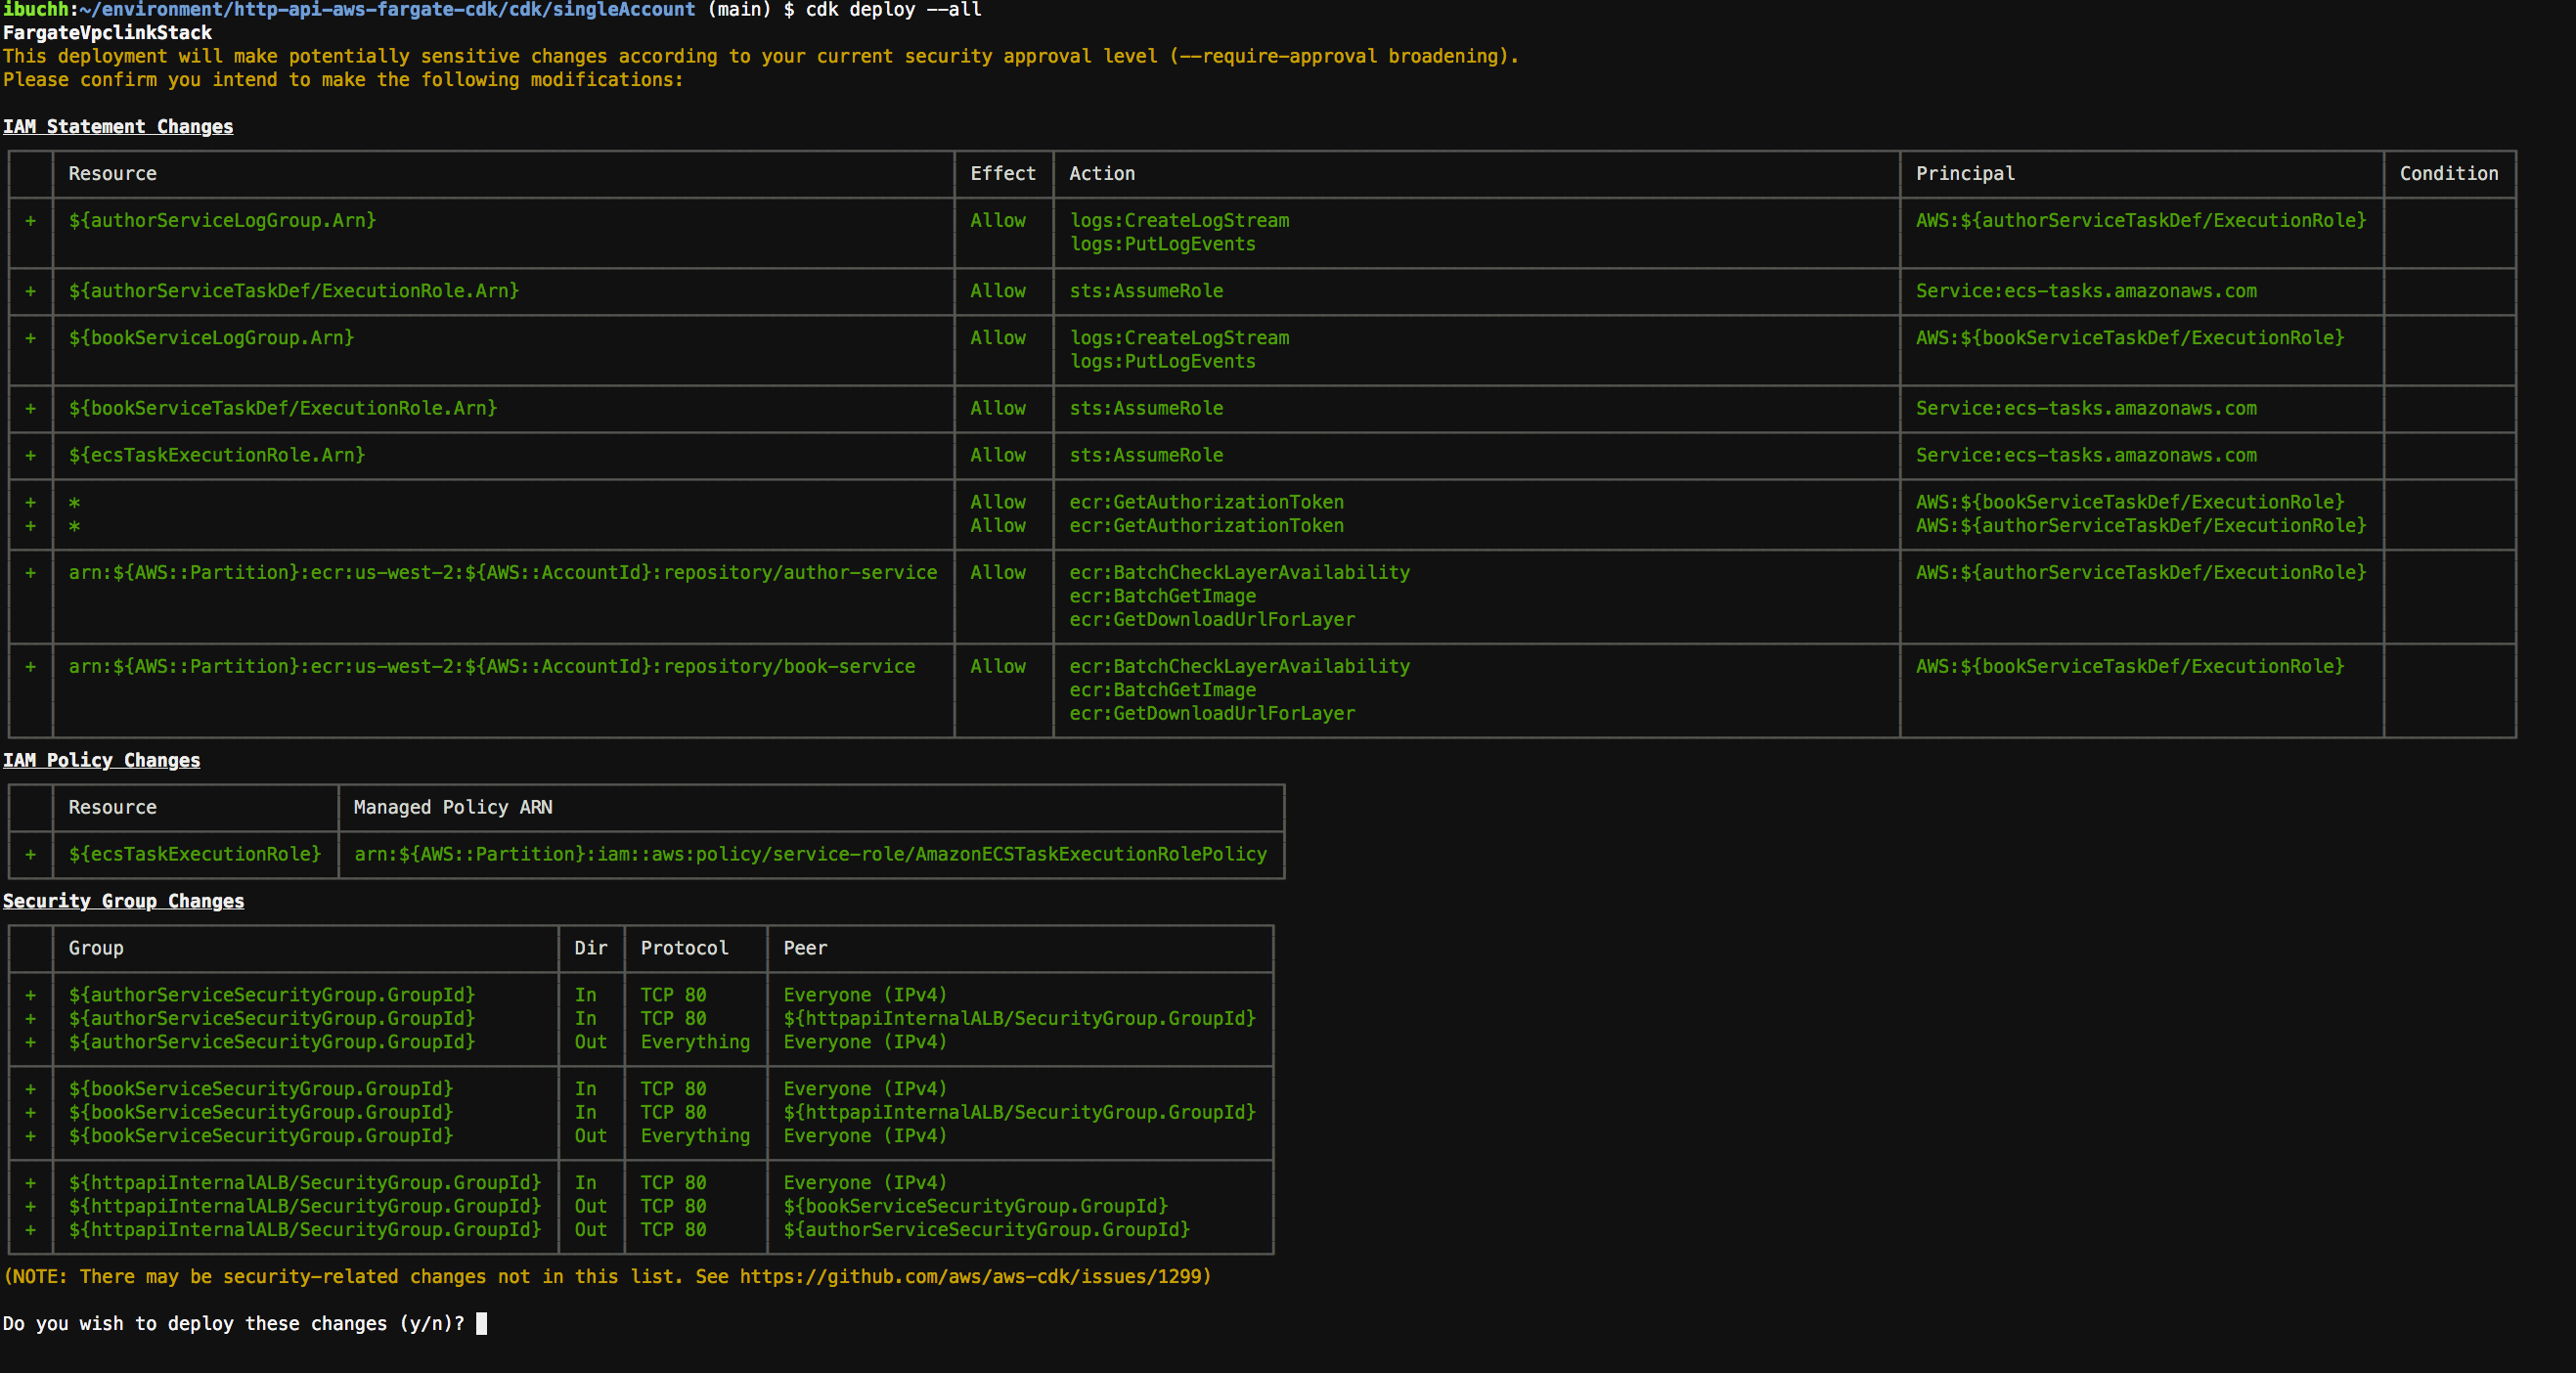 ibuchh:~/environment/http-api-aws-fargate-cdk/cdk/singleAccount (main) $ cdk deploy --all
FargateVpclinkStack
This deployment will make potentially sensitive changes according to your current security approval level (--require-approval broadening).
Please confirm you intend to make the following modifications:
IAM Statement Changes
Resource Effect Action Principal Condition
+ ${authorServiceLogGroup.Arn} Allow logs:CreateLogStream AWS:${authorServiceTaskDef/ExecutionRole}
logs:PutLogEvents
+ ${authorServiceTaskDef/ExecutionRole.Arn} Allow sts:AssumeRole Service:ecs-tasks.amazonaws.com
+ ${bookServiceLogGroup.Arn} Allow logs:CreateLogStream AWS:${bookServiceTaskDef/ExecutionRole}
logs:PutLogEvents
+ ${bookServiceTaskDef/ExecutionRole.Arn} Allow sts:AssumeRole Service:ecs-tasks.amazonaws.com
+ ${ecsTaskExecutionRole.Arn} Allow sts:AssumeRole Service:ecs-tasks.amazonaws.com
+ * Allow ecr:GetAuthorizationToken AWS:${bookServiceTaskDef/ExecutionRole}
+ * Allow ecr:GetAuthorizationToken AWS:${authorServiceTaskDef/ExecutionRole}
+ arn:${AWS::Partition}:ecr:us-west-2:${AWS::AccountId}:repository/author-service Allow ecr:BatchCheckLayerAvailability AWS:${authorServiceTaskDef/ExecutionRole}
ecr:BatchGetImage
ecr:GetDownloadUrlForLayer
+ arn:${AWS::Partition}:ecr:us-west-2:${AWS::AccountId}:repository/book-service Allow ecr:BatchCheckLayerAvailability AWS:${bookServiceTaskDef/ExecutionRole}
ecr:BatchGetImage
ecr:GetDownloadUrlForLayer
IAM Policy Changes
Resource Managed Policy ARN
+ ${ecsTaskExecutionRole} arn:${AWS::Partition}:iam::aws:policy/service-role/AmazonECSTaskExecutionRolePolicy
Security Group Changes
Group Dir Protocol Peer
+ ${authorServiceSecurityGroup.GroupId} In TCP 80 Everyone (IPv4)
+ ${authorServiceSecurityGroup.GroupId} In TCP 80 ${httpapiInternalALB/SecurityGroup.GroupId}
+ ${authorServiceSecurityGroup.GroupId} Out Everything Everyone (IPv4)
+ ${bookServiceSecurityGroup.GroupId} In TCP 80 Everyone (IPv4)
+ ${bookServiceSecurityGroup.GroupId} In TCP 80 ${httpapiInternalALB/SecurityGroup.GroupId}
+ ${bookServiceSecurityGroup.GroupId} Out Everything Everyone (IPv4)
+ ${httpapiInternalALB/SecurityGroup.GroupId} In TCP 80 Everyone (IPv4)
+ ${httpapiInternalALB/SecurityGroup.GroupId} Out TCP 80 ${bookServiceSecurityGroup.GroupId}
+ ${httpapiInternalALB/SecurityGroup.GroupId} Out TCP 80 ${authorServiceSecurityGroup.GroupId}
(NOTE: There may be security-related changes not in this list. See https://github.com/aws/aws-cdk/issues/1299)
Do you wish to deploy these changes (y/n)?